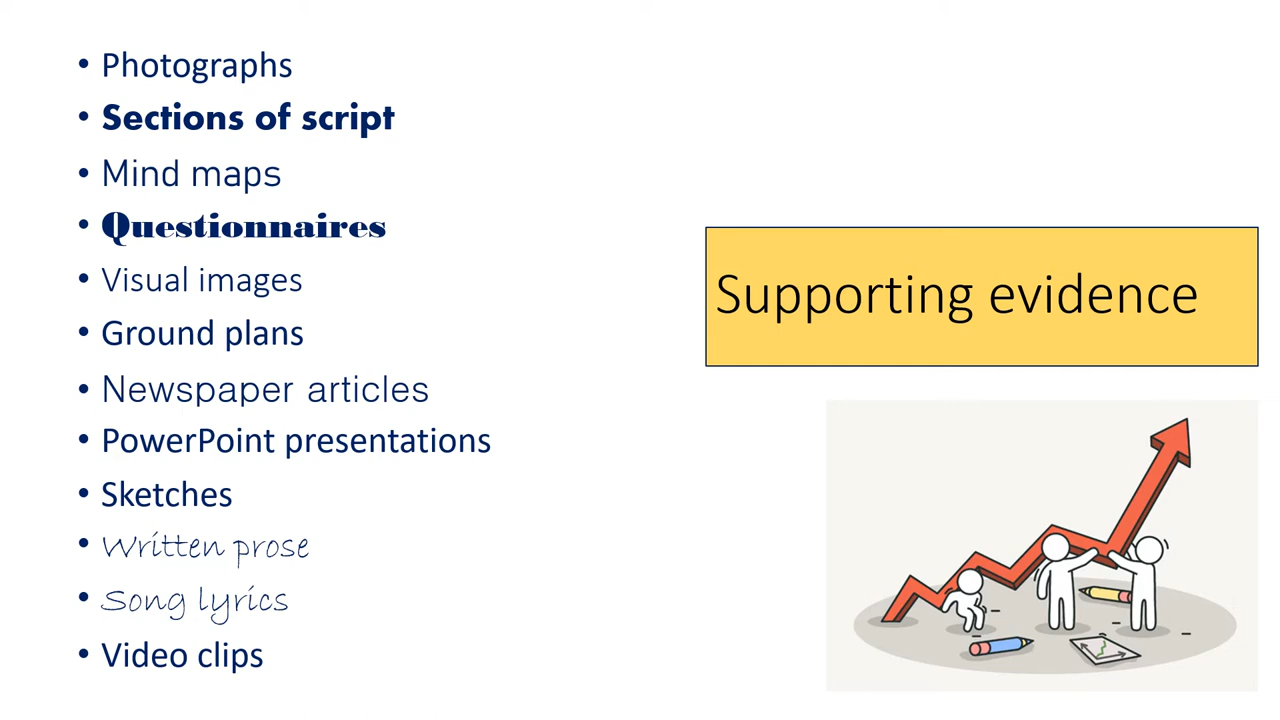 • Photographs
• Sections of script
• Mind maps
• Questionnaires
• Visual images
• Ground plans
• Newspaper articles
• PowerPoint presentations
• Sketches
• Written prose
• Song lyrics
• Video clips
Supporting evidence